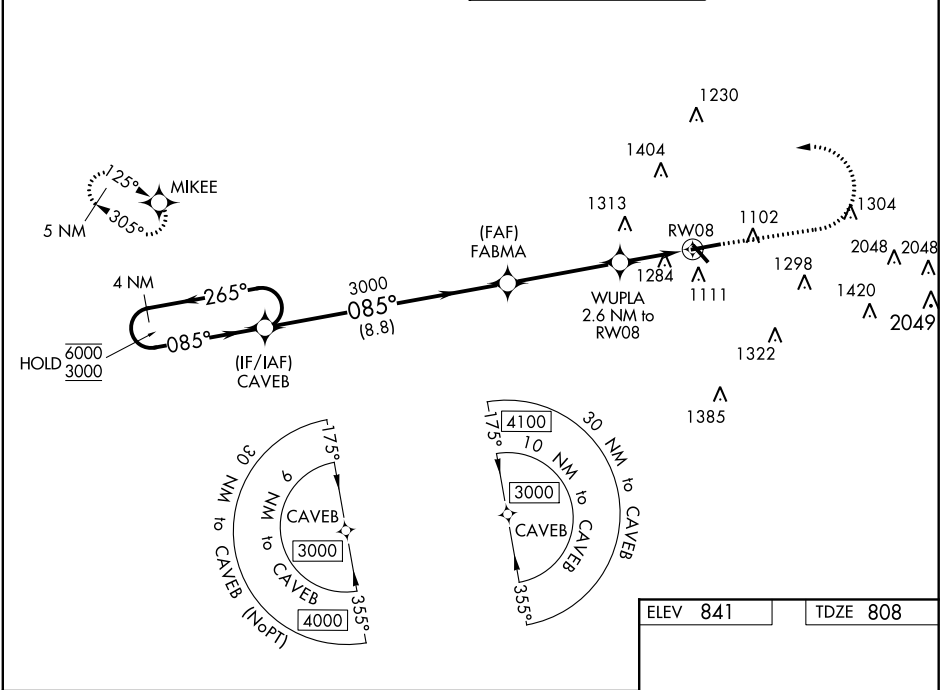 1230
1404
125°
MIKEE
305°
5 NM
1313
1304
(FAF)
FABMA
RW08
1102
2048
2048
4 NM
265°
3000
085°
(8.8)
1284
1111
1298
WUPLA
2.6 NM to
RW08
1420
2049
085°
HOLD 6000
3000
(IF/IAF)
CAVEB
1322
1385
175°
30 NM to CAVEB (NoPT)
9 NM to CAVEB
CAVEB
3000
4000
355°
4100
175°
30 NM to CAVEB
10 NM to CAVEB
3000
CAVEB
355°
ELEV 841
TDZE 808